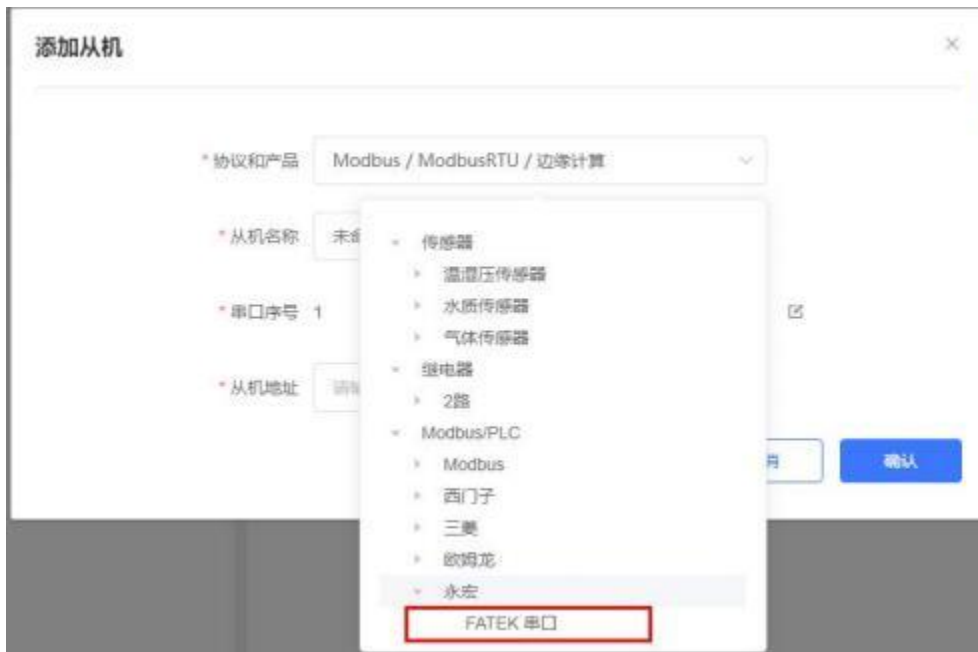 添加从机
*协议和产品 Modbus / ModbusRTU / 边缘计算
*从机名称 未
传感器
温湿压传感器
水质传感器
*串口序号 1
气体传感器
继电器
*从机地址
2路
Modbus/PLC
Modbus
确认
西门子
三菱
欧姆龙
永宏
FATEK 串口